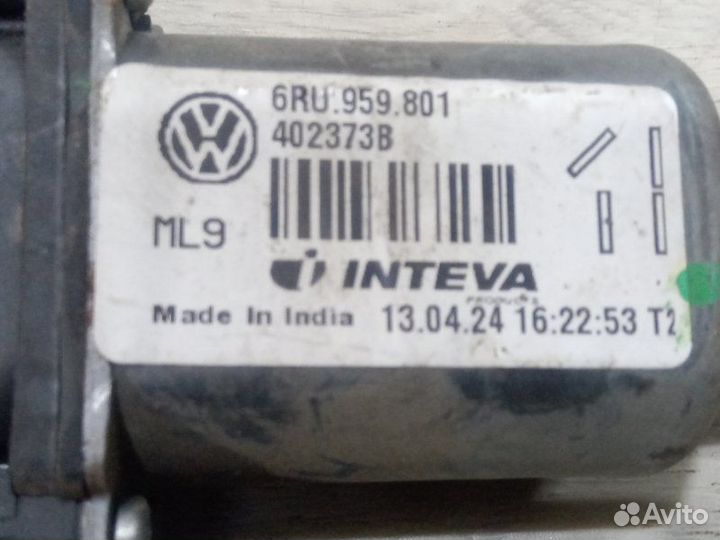 6RU.959.801
402373B
ML9
INTEVA
PRODUCTS
Made In India 13.04.24 16:22:53 T2
Avito